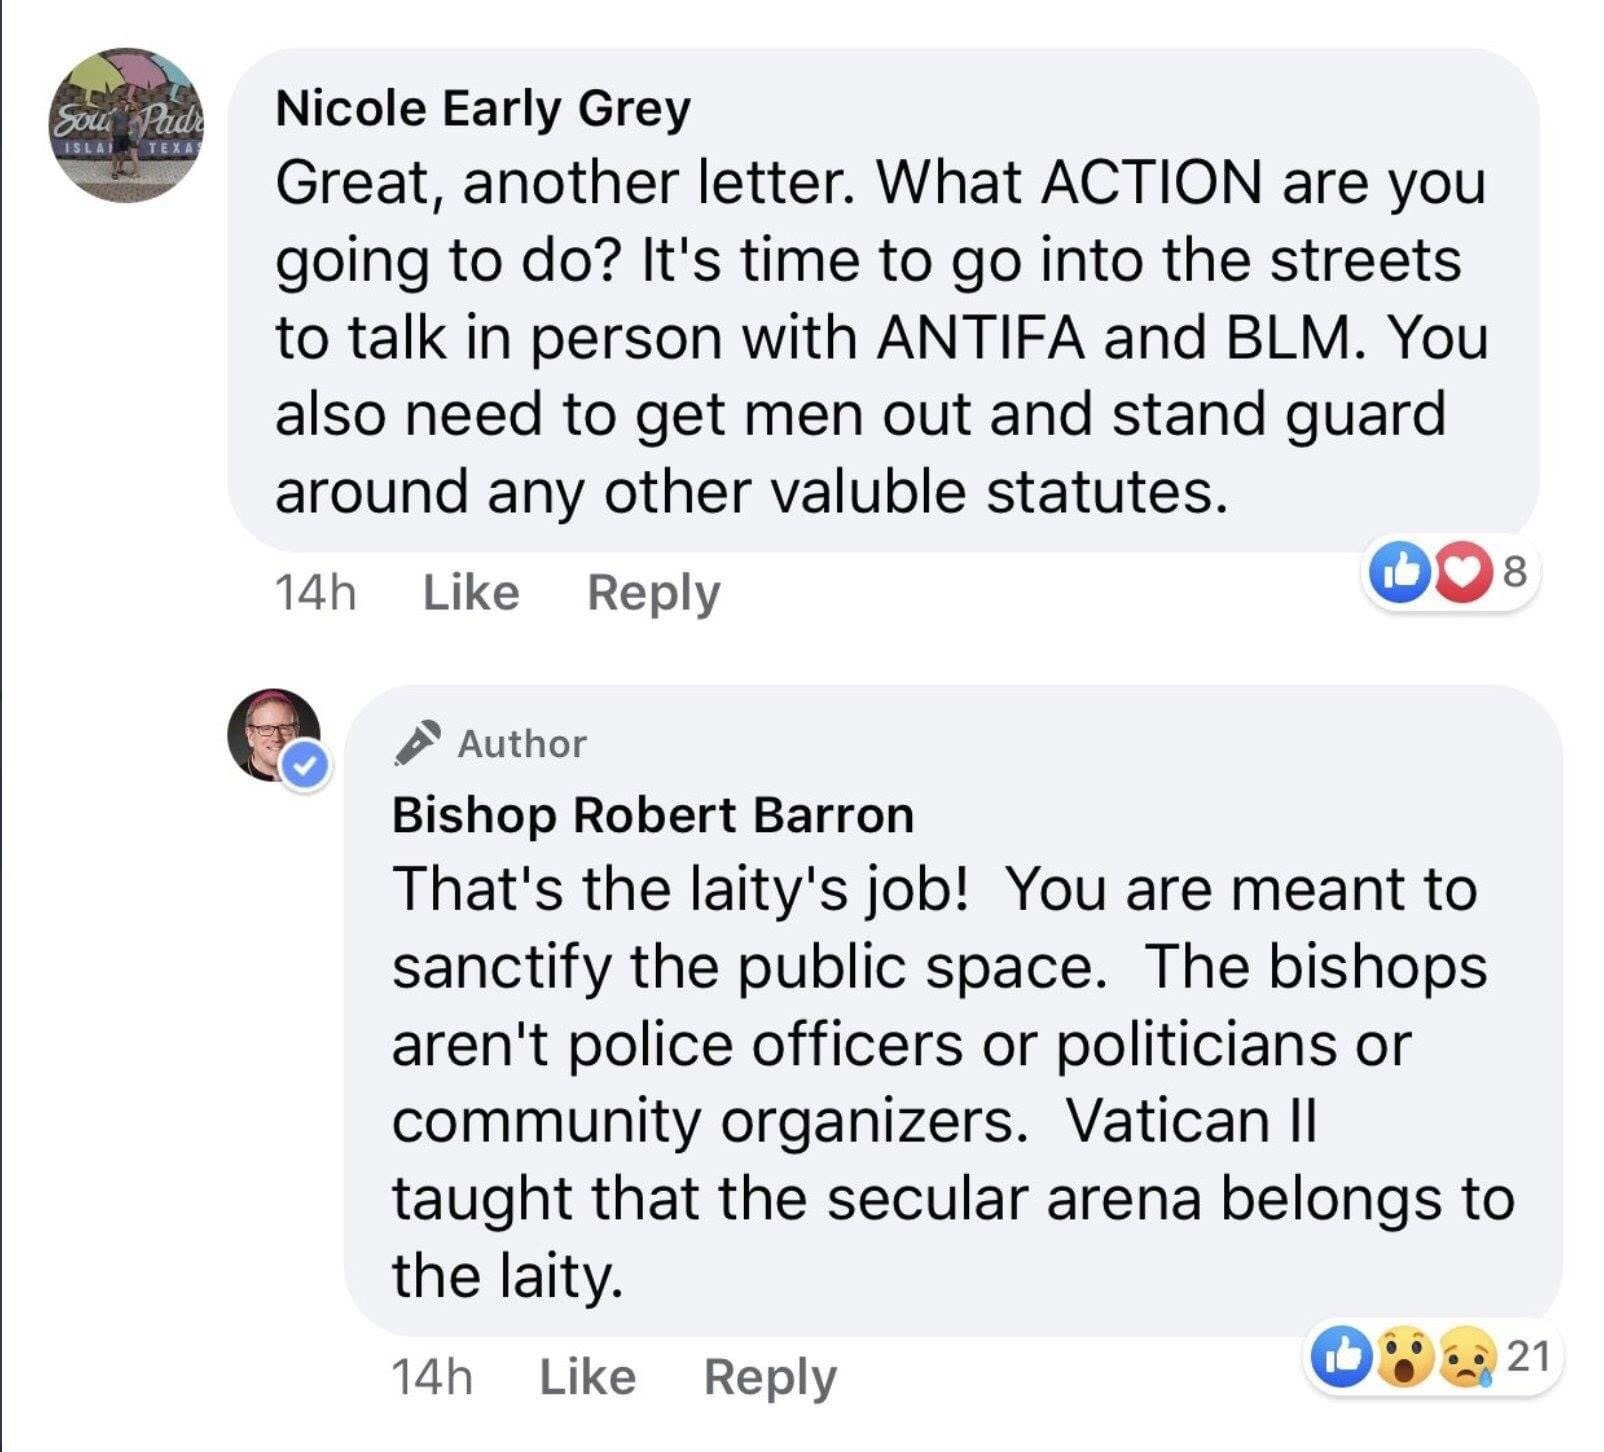 South Padre
ISLAND TEXAS
Nicole Early Grey
Great, another letter. What ACTION are you
going to do? It's time to go into the streets
to talk in person with ANTIFA and BLM. You
also need to get men out and stand guard
around any other valuble statutes.
14h Like Reply
8
Author
Bishop Robert Barron
That's the laity's job!  You are meant to
sanctify the public space.  The bishops
aren't police officers or politicians or
community organizers.  Vatican II
taught that the secular arena belongs to
the laity.
14h Like Reply
21